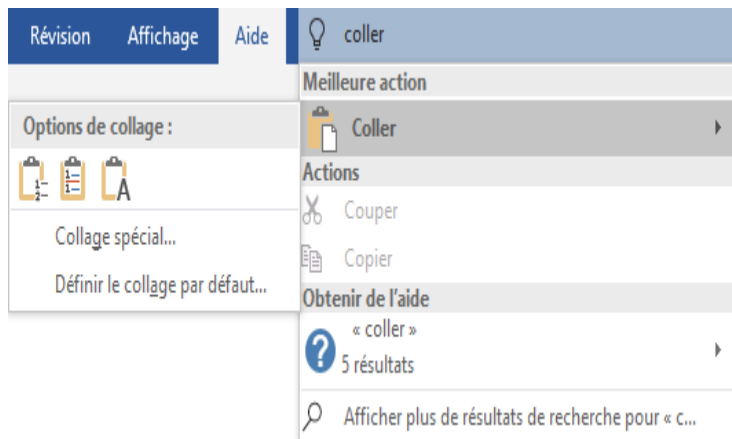 Révision Affichage Aide coller
Meilleure action
Coller
Options de collage :
Collage spécial...
Définir le collage par défaut...
Actions
Couper
Copier
Obtenir de l'aide
« coller »
5 résultats
Afficher plus de résultats de recherche pour « c...